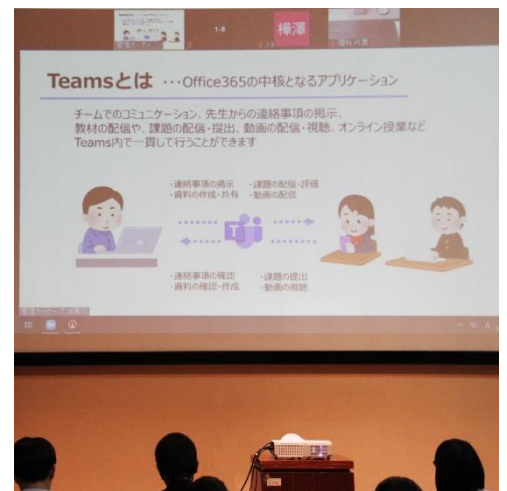 1-8
樺澤
Teamsとは …Office365の中核となるアプリケーション
チームでのコミュニケーション、先生からの連絡事項の掲示、
教材の配信や、課題の配信・提出、動画の配信・視聴、オンライン授業など
Teams内で一貫して行うことができます
・連絡事項の掲示 ・課題の配信・評価
・資料の作成・共有 ・動画の配信
・連絡事項の確認 ・課題の提出
・資料の確認・作成 ・動画の視聴